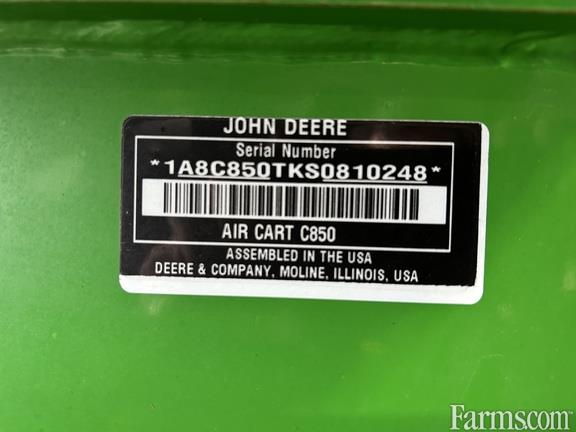 JOHN DEERE
Serial Number
*1A8C850TKS0810248*
AIR CART C850
ASSEMBLED IN THE USA
DEERE & COMPANY, MOLINE, ILLINOIS, USA
Farms.com